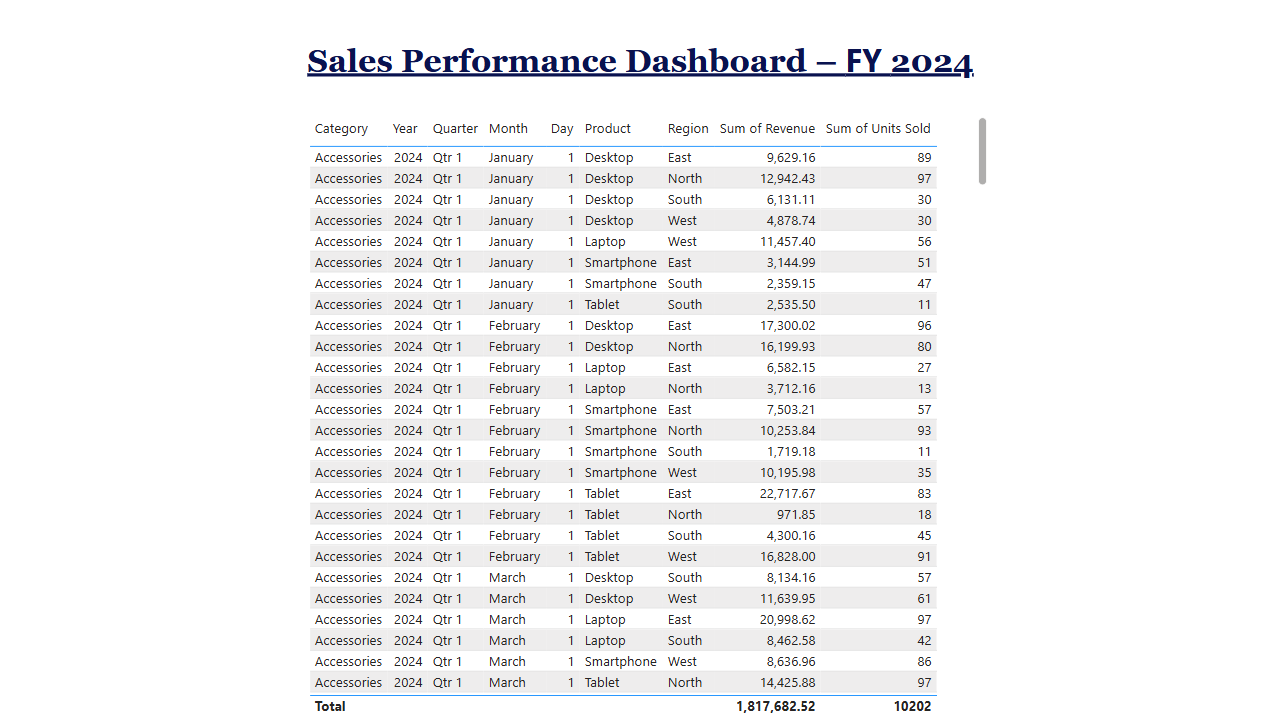 Sales Performance Dashboard – FY 2024
Category Year Quarter Month Day Product Region Sum of Revenue Sum of Units Sold
Accessories 2024 Qtr 1 January 1 Desktop East 9,629.16 89
Accessories 2024 Qtr 1 January 1 Desktop North 12,942.43 97
Accessories 2024 Qtr 1 January 1 Desktop South 6,131.11 30
Accessories 2024 Qtr 1 January 1 Desktop West 4,878.74 30
Accessories 2024 Qtr 1 January 1 Laptop West 11,457.40 56
Accessories 2024 Qtr 1 January 1 Smartphone East 3,144.99 51
Accessories 2024 Qtr 1 January 1 Smartphone South 2,359.15 47
Accessories 2024 Qtr 1 January 1 Tablet South 2,535.50 11
Accessories 2024 Qtr 1 February 1 Desktop East 17,300.02 96
Accessories 2024 Qtr 1 February 1 Desktop North 16,199.93 80
Accessories 2024 Qtr 1 February 1 Laptop East 6,582.15 27
Accessories 2024 Qtr 1 February 1 Laptop North 3,712.16 13
Accessories 2024 Qtr 1 February 1 Smartphone East 7,503.21 57
Accessories 2024 Qtr 1 February 1 Smartphone North 10,253.84 93
Accessories 2024 Qtr 1 February 1 Smartphone South 1,719.18 11
Accessories 2024 Qtr 1 February 1 Smartphone West 10,195.98 35
Accessories 2024 Qtr 1 February 1 Tablet East 22,717.67 83
Accessories 2024 Qtr 1 February 1 Tablet North 971.85 18
Accessories 2024 Qtr 1 February 1 Tablet South 4,300.16 45
Accessories 2024 Qtr 1 February 1 Tablet West 16,828.00 91
Accessories 2024 Qtr 1 March 1 Desktop South 8,134.16 57
Accessories 2024 Qtr 1 March 1 Desktop West 11,639.95 61
Accessories 2024 Qtr 1 March 1 Laptop East 20,998.62 97
Accessories 2024 Qtr 1 March 1 Laptop South 8,462.58 42
Accessories 2024 Qtr 1 March 1 Smartphone West 8,636.96 86
Accessories 2024 Qtr 1 March 1 Tablet North 14,425.88 97
Total 1,817,682.52 10202